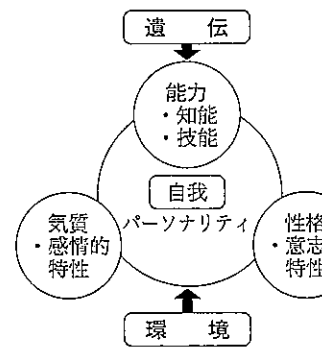 遺 伝
能力
・知能
・技能
自我
パーソナリティ
気質
・感情的
特性
性格
・意志
特性
環 境